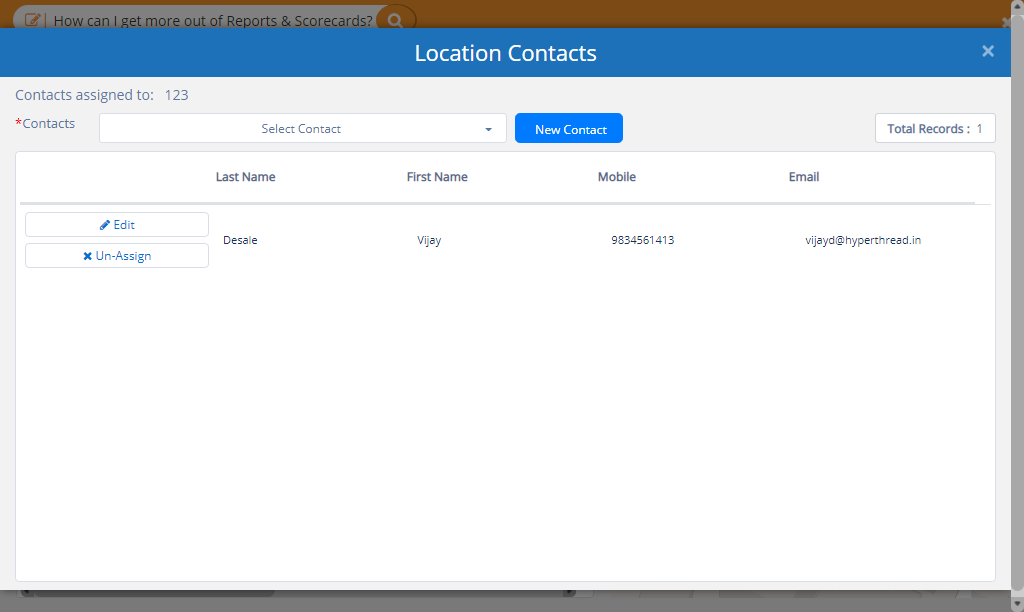 How can I get more out of Reports & Scorecards?
Location Contacts
Contacts assigned to: 123
*Contacts
Select Contact
New Contact
Total Records : 1
Last Name First Name Mobile Email
Edit
Desale Vijay 9834561413 vijayd@hyperthread.in
Un-Assign